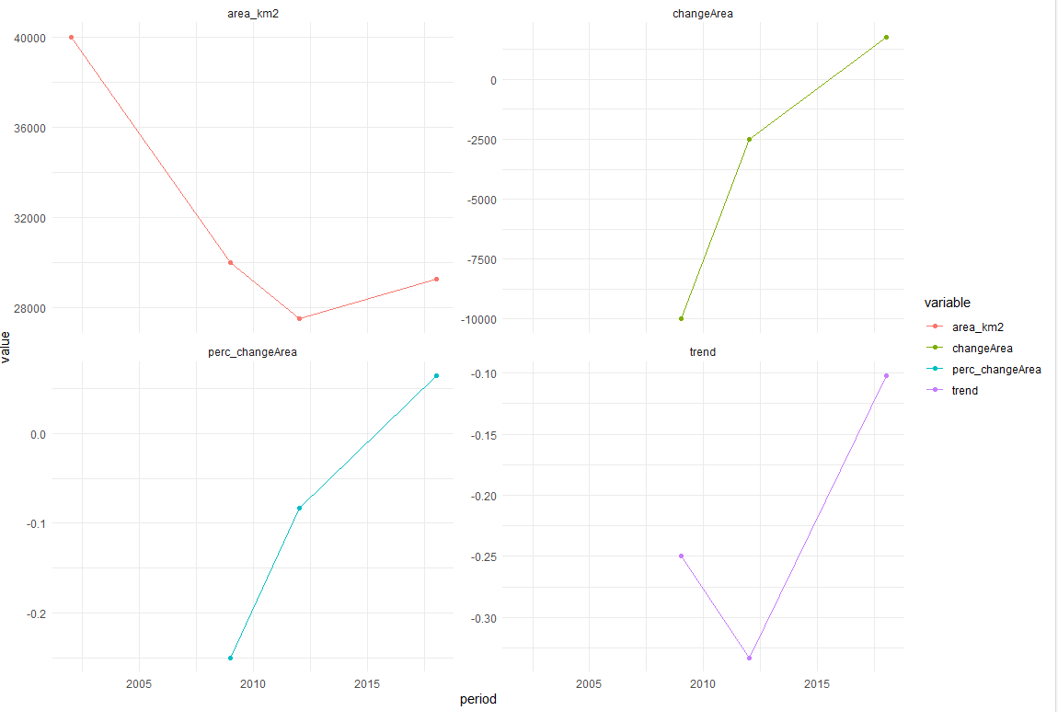 area_km2
changeArea
40000
36000
32000
28000
0
-2500
-5000
-7500
-10000
value
perc_changeArea
trend
0.0
-0.1
-0.2
-0.10
-0.15
-0.20
-0.25
-0.30
2005
2010
2015
2005
2010
2015
period
variable
area_km2
changeArea
perc_changeArea
trend